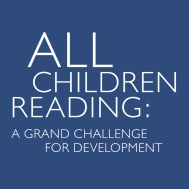 ALL
CHILDREN
READING:
A GRAND CHALLENGE
FOR DEVELOPMENT